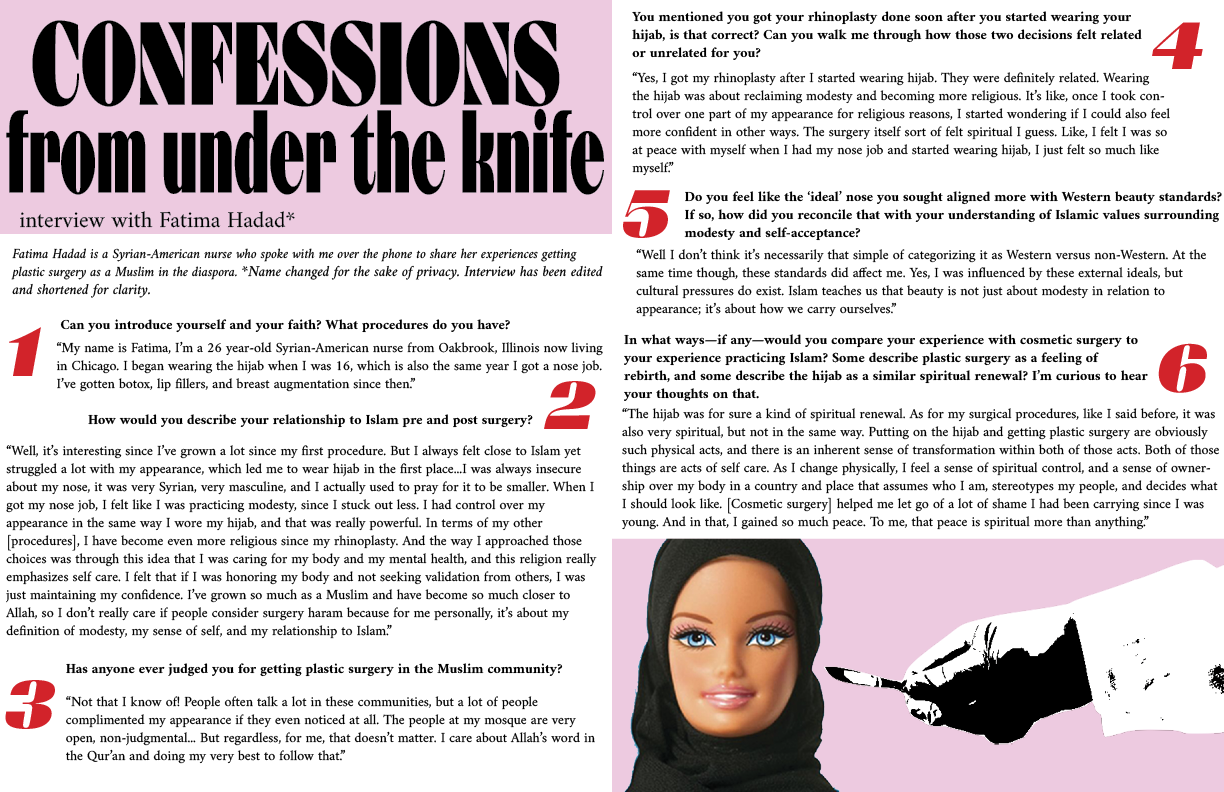 CONFESSIONS
from under the knife
interview with Fatima Hadad*
Fatima Hadad is a Syrian-American nurse who spoke with me over the phone to share her experiences getting
plastic surgery as a Muslim in the diaspora. *Name changed for the sake of privacy. Interview has been edited
and shortened for clarity.
1
Can you introduce yourself and your faith? What procedures do you have?
“My name is Fatima, I’m a 26 year-old Syrian-American nurse from Oakbrook, Illinois now living
in Chicago. I began wearing the hijab when I was 16, which is also the same year I got a nose job.
I’ve gotten botox, lip fillers, and breast augmentation since then.”
2
How would you describe your relationship to Islam pre and post surgery?
“Well, it’s interesting since I’ve grown a lot since my first procedure. But I always felt close to Islam yet
struggled a lot with my appearance, which led me to wear hijab in the first place...I was always insecure
about my nose, it was very Syrian, very masculine, and I actually used to pray for it to be smaller. When I
got my nose job, I felt like I was practicing modesty, since I stuck out less. I had control over my
appearance in the same way I wore my hijab, and that was really powerful. In terms of my other
[procedures], I have become even more religious since my rhinoplasty. And the way I approached those
choices was through this idea that I was caring for my body and my mental health, and this religion really
emphasizes self care. I felt that if I was honoring my body and not seeking validation from others, I was
just maintaining my confidence. I’ve grown so much as a Muslim and have become so much closer to
Allah, so I don’t really care if people consider surgery haram because for me personally, it’s about my
definition of modesty, my sense of self, and my relationship to Islam.”
3
Has anyone ever judged you for getting plastic surgery in the Muslim community?
“Not that I know of! People often talk a lot in these communities, but a lot of people
complimented my appearance if they even noticed at all. The people at my mosque are very
open, non-judgmental... But regardless, for me, that doesn’t matter. I care about Allah’s word in
the Qur’an and doing my very best to follow that.”
4
You mentioned you got your rhinoplasty done soon after you started wearing your
hijab, is that correct? Can you walk me through how those two decisions felt related
or unrelated for you?
“Yes, I got my rhinoplasty after I started wearing hijab. They were definitely related. Wearing
the hijab was about reclaiming modesty and becoming more religious. It’s like, once I took con-
trol over one part of my appearance for religious reasons, I started wondering if I could also feel
more confident in other ways. The surgery itself sort of felt spiritual I guess. Like, I felt I was so
at peace with myself when I had my nose job and started wearing hijab, I just felt so much like
myself.”
5
Do you feel like the ‘ideal’ nose you sought aligned more with Western beauty standards?
If so, how did you reconcile that with your understanding of Islamic values surrounding
modesty and self-acceptance?
“Well I don’t think it’s necessarily that simple of categorizing it as Western versus non-Western. At the
same time though, these standards did affect me. Yes, I was influenced by these external ideals, but
cultural pressures do exist. Islam teaches us that beauty is not just about modesty in relation to
appearance; it’s about how we carry ourselves.”
6
In what ways—if any—would you compare your experience with cosmetic surgery to
your experience practicing Islam? Some describe plastic surgery as a feeling of
rebirth, and some describe the hijab as a similar spiritual renewal? I’m curious to hear
your thoughts on that.
“The hijab was for sure a kind of spiritual renewal. As for my surgical procedures, like I said before, it was
also very spiritual, but not in the same way. Putting on the hijab and getting plastic surgery are obviously
such physical acts, and there is an inherent sense of transformation within both of those acts. Both of those
things are acts of self care. As I change physically, I feel a sense of spiritual control, and a sense of owner-
ship over my body in a country and place that assumes who I am, stereotypes my people, and decides what
I should look like. [Cosmetic surgery] helped me let go of a lot of shame I had been carrying since I was
young. And in that, I gained so much peace. To me, that peace is spiritual more than anything.”